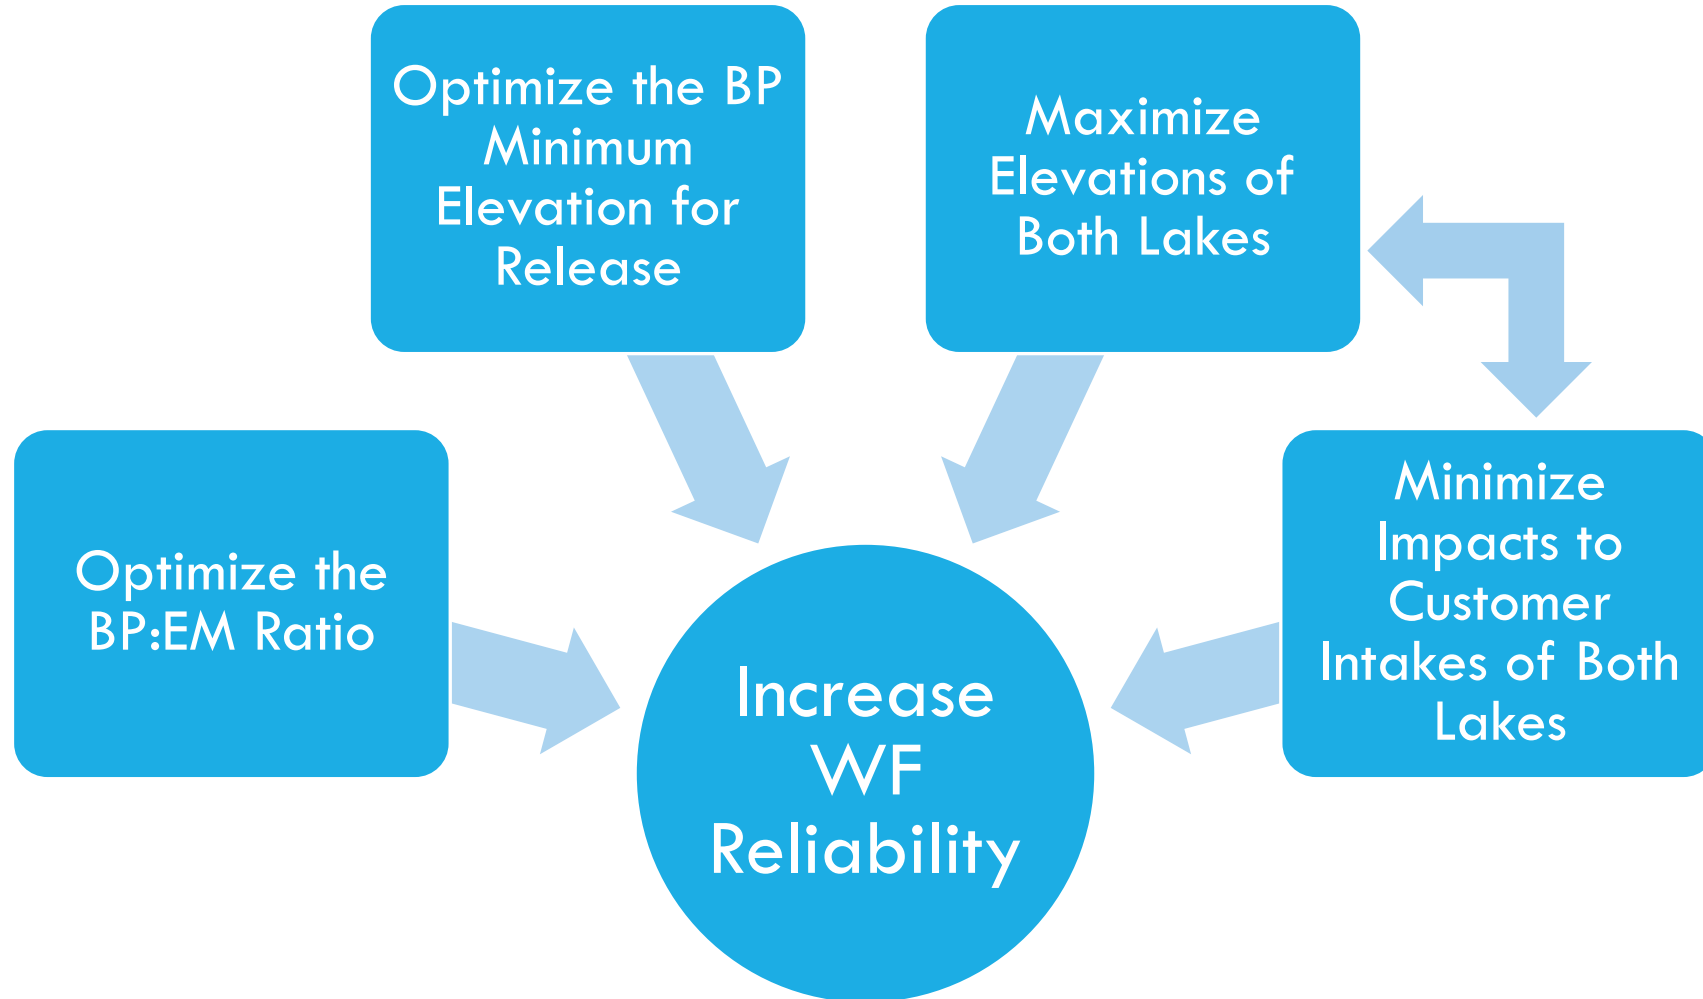 Optimize the BP
Minimum
Elevation for
Release
Maximize
Elevations of
Both Lakes
Optimize the
BP:EM Ratio
Minimize
Impacts to
Customer
Intakes of Both
Lakes
Increase
WF
Reliability